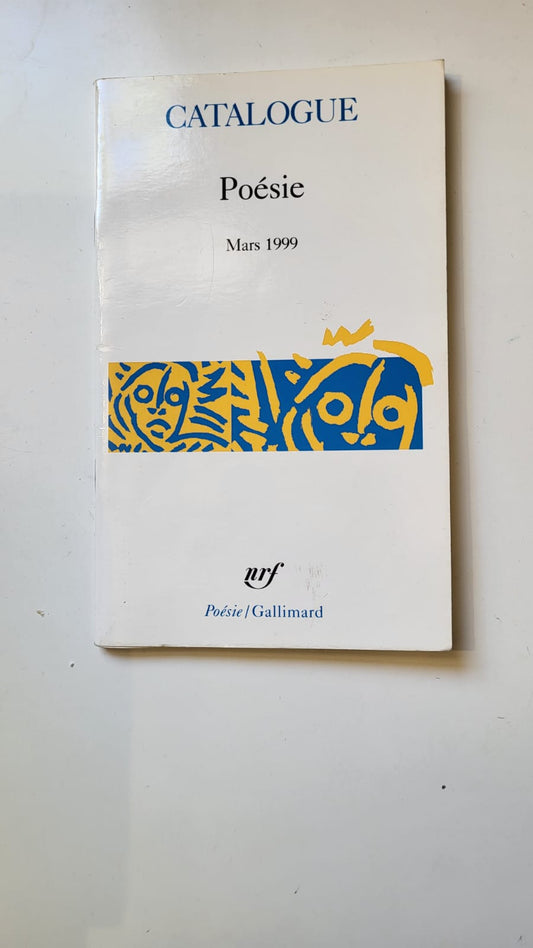 CATALOGUE
Poésie
Mars 1999
nrf
Poésie/Gallimard